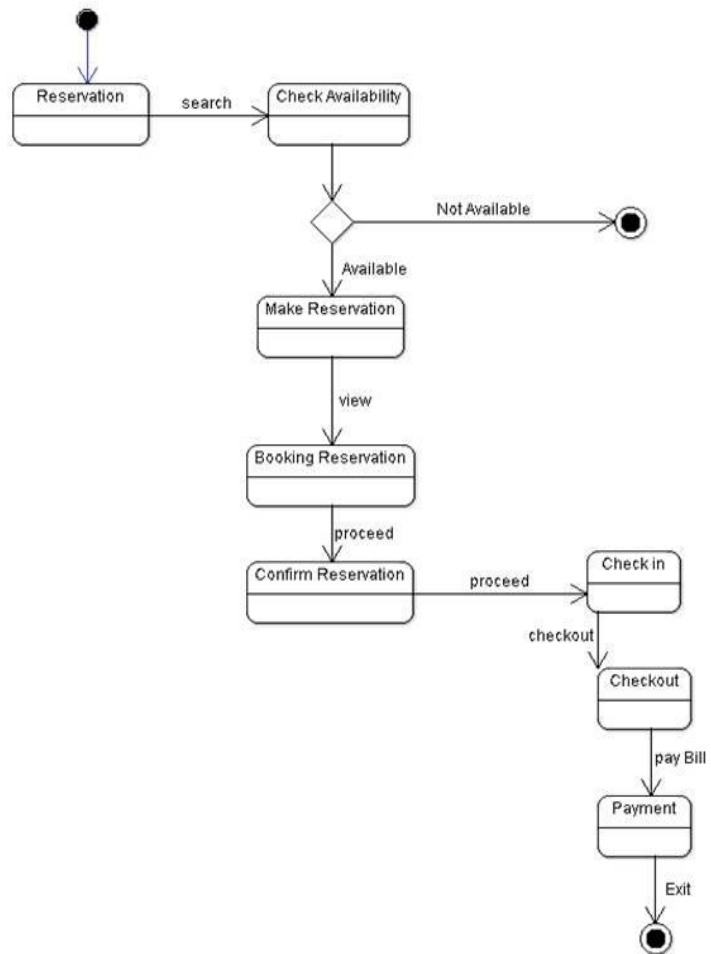 Reservation
search
Check Availability
Not Available
Available
Make Reservation
view
Booking Reservation
proceed
Confirm Reservation
proceed
Check in
checkout
Checkout
pay Bill
Payment
Exit